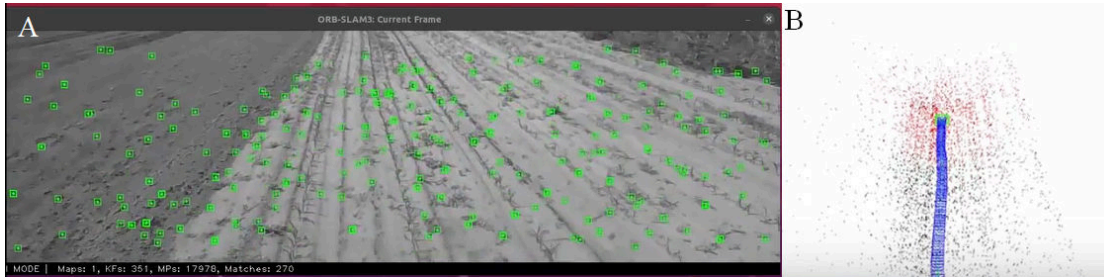 A
ORB-SLAM3: Current Frame
B
MODE | Maps: 1, KFs: 351, MPs: 17978, Matches: 270